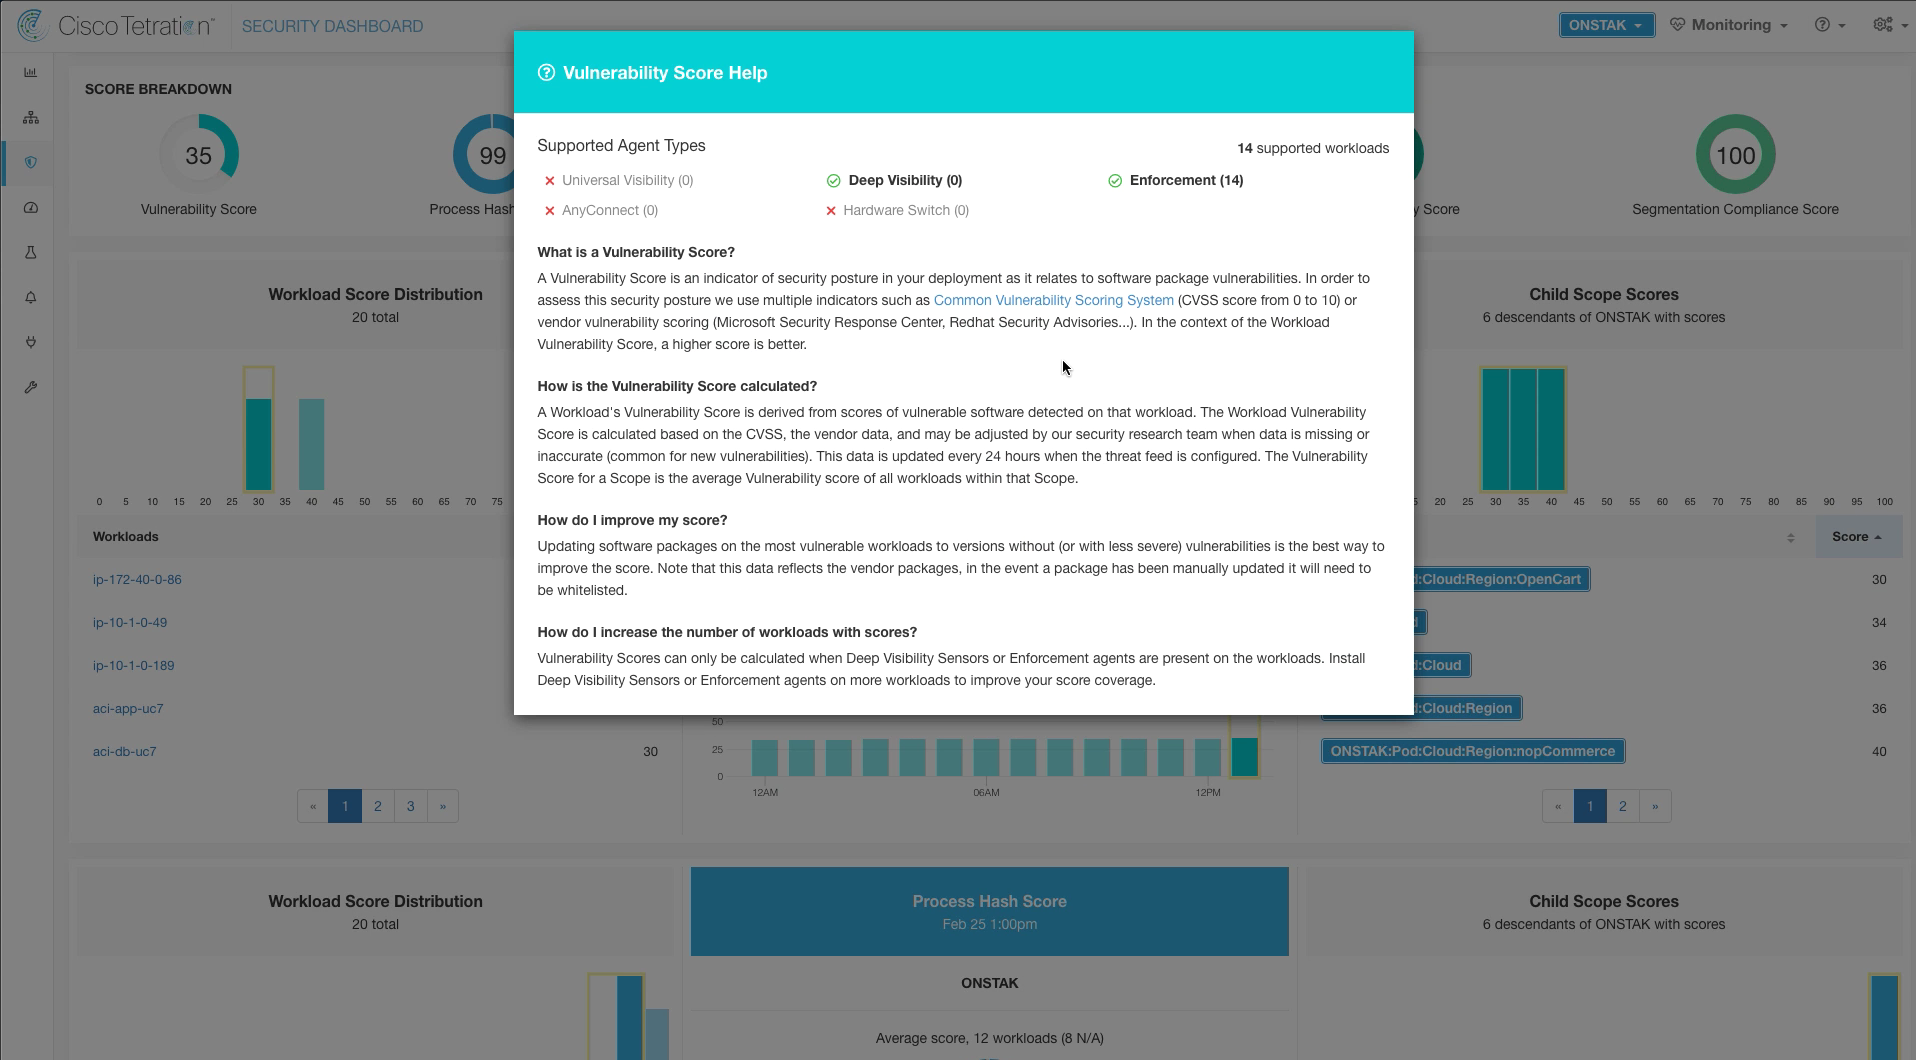 Cisco Tetration™
SECURITY DASHBOARD
ONSTAK
Monitoring
SCORE BREAKDOWN
35
Vulnerability Score
99
Process Hash
y Score
100
Segmentation Compliance Score
Vulnerability Score Help
Supported Agent Types
14 supported workloads
Universal Visibility (0)
Deep Visibility (0)
Enforcement (14)
AnyConnect (0)
Hardware Switch (0)
What is a Vulnerability Score?
A Vulnerability Score is an indicator of security posture in your deployment as it relates to software package vulnerabilities. In order to
assess this security posture we use multiple indicators such as Common Vulnerability Scoring System (CVSS score from 0 to 10) or
vendor vulnerability scoring (Microsoft Security Response Center, Redhat Security Advisories...). In the context of the Workload
Vulnerability Score, a higher score is better.
How is the Vulnerability Score calculated?
A Workload's Vulnerability Score is derived from scores of vulnerable software detected on that workload. The Workload Vulnerability
Score is calculated based on the CVSS, the vendor data, and may be adjusted by our security research team when data is missing or
inaccurate (common for new vulnerabilities). This data is updated every 24 hours when the threat feed is configured. The Vulnerability
Score for a Scope is the average Vulnerability score of all workloads within that Scope.
How do I improve my score?
Updating software packages on the most vulnerable workloads to versions without (or with less severe) vulnerabilities is the best way to
improve the score. Note that this data reflects the vendor packages, in the event a package has been manually updated it will need to
be whitelisted.
How do I increase the number of workloads with scores?
Vulnerability Scores can only be calculated when Deep Visibility Sensors or Enforcement agents are present on the workloads. Install
Deep Visibility Sensors or Enforcement agents on more workloads to improve your score coverage.
Workload Score Distribution
20 total
0 5 10 15 20 25 30 35 40 45 50 55 60 65 70 75
Workloads
ip-172-40-0-86
ip-10-1-0-49
ip-10-1-0-189
aci-app-uc7
aci-db-uc7 30
« 1 2 3 »
50
25
0
12AM 06AM 12PM
Child Scope Scores
6 descendants of ONSTAK with scores
5 20 25 30 35 40 45 50 55 60 65 70 75 80 85 90 95 100
Score
d:Cloud:Region:OpenCart 30
d 34
d:Cloud 36
d:Cloud:Region 36
ONSTAK:Pod:Cloud:Region:nopCommerce 40
« 1 2 »
Workload Score Distribution
20 total
Process Hash Score
Feb 25 1:00pm
ONSTAK
Average score, 12 workloads (8 N/A)
Child Scope Scores
6 descendants of ONSTAK with scores